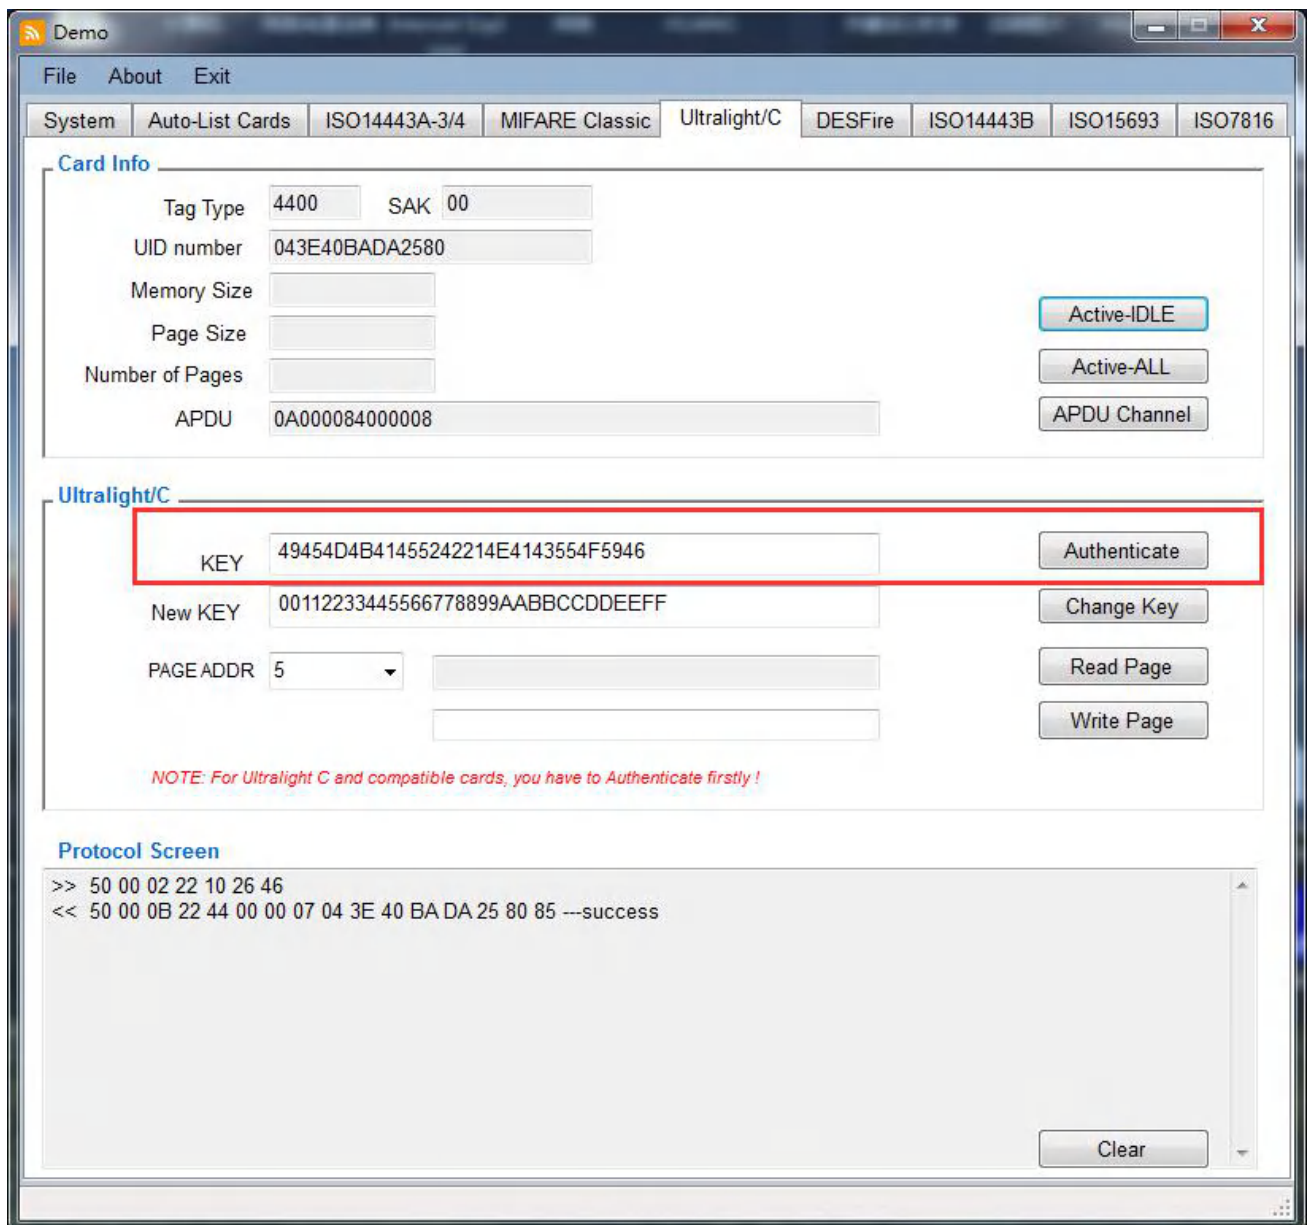 Demo
File About Exit
System Auto-List Cards ISO14443A-3/4 MIFARE Classic Ultralight/C DESFire ISO14443B ISO15693 ISO7816
Card Info
Tag Type 4400 SAK 00
UID number 043E40BADA2580
Memory Size
Page Size
Active-IDLE
Number of Pages
Active-ALL
APDU 0A000084000008
APDU Channel
Ultralight/C
KEY 49454D4B41455242214E4143554F5946 Authenticate
New KEY 00112233445566778899AABBCCDDEEFF Change Key
PAGE ADDR 5 Read Page
Write Page
NOTE: For Ultralight C and compatible cards, you have to Authenticate firstly !
Protocol Screen
>> 50 00 02 22 10 26 46
<< 50 00 0B 22 44 00 00 07 04 3E 40 BA DA 25 80 85 ---success
Clear